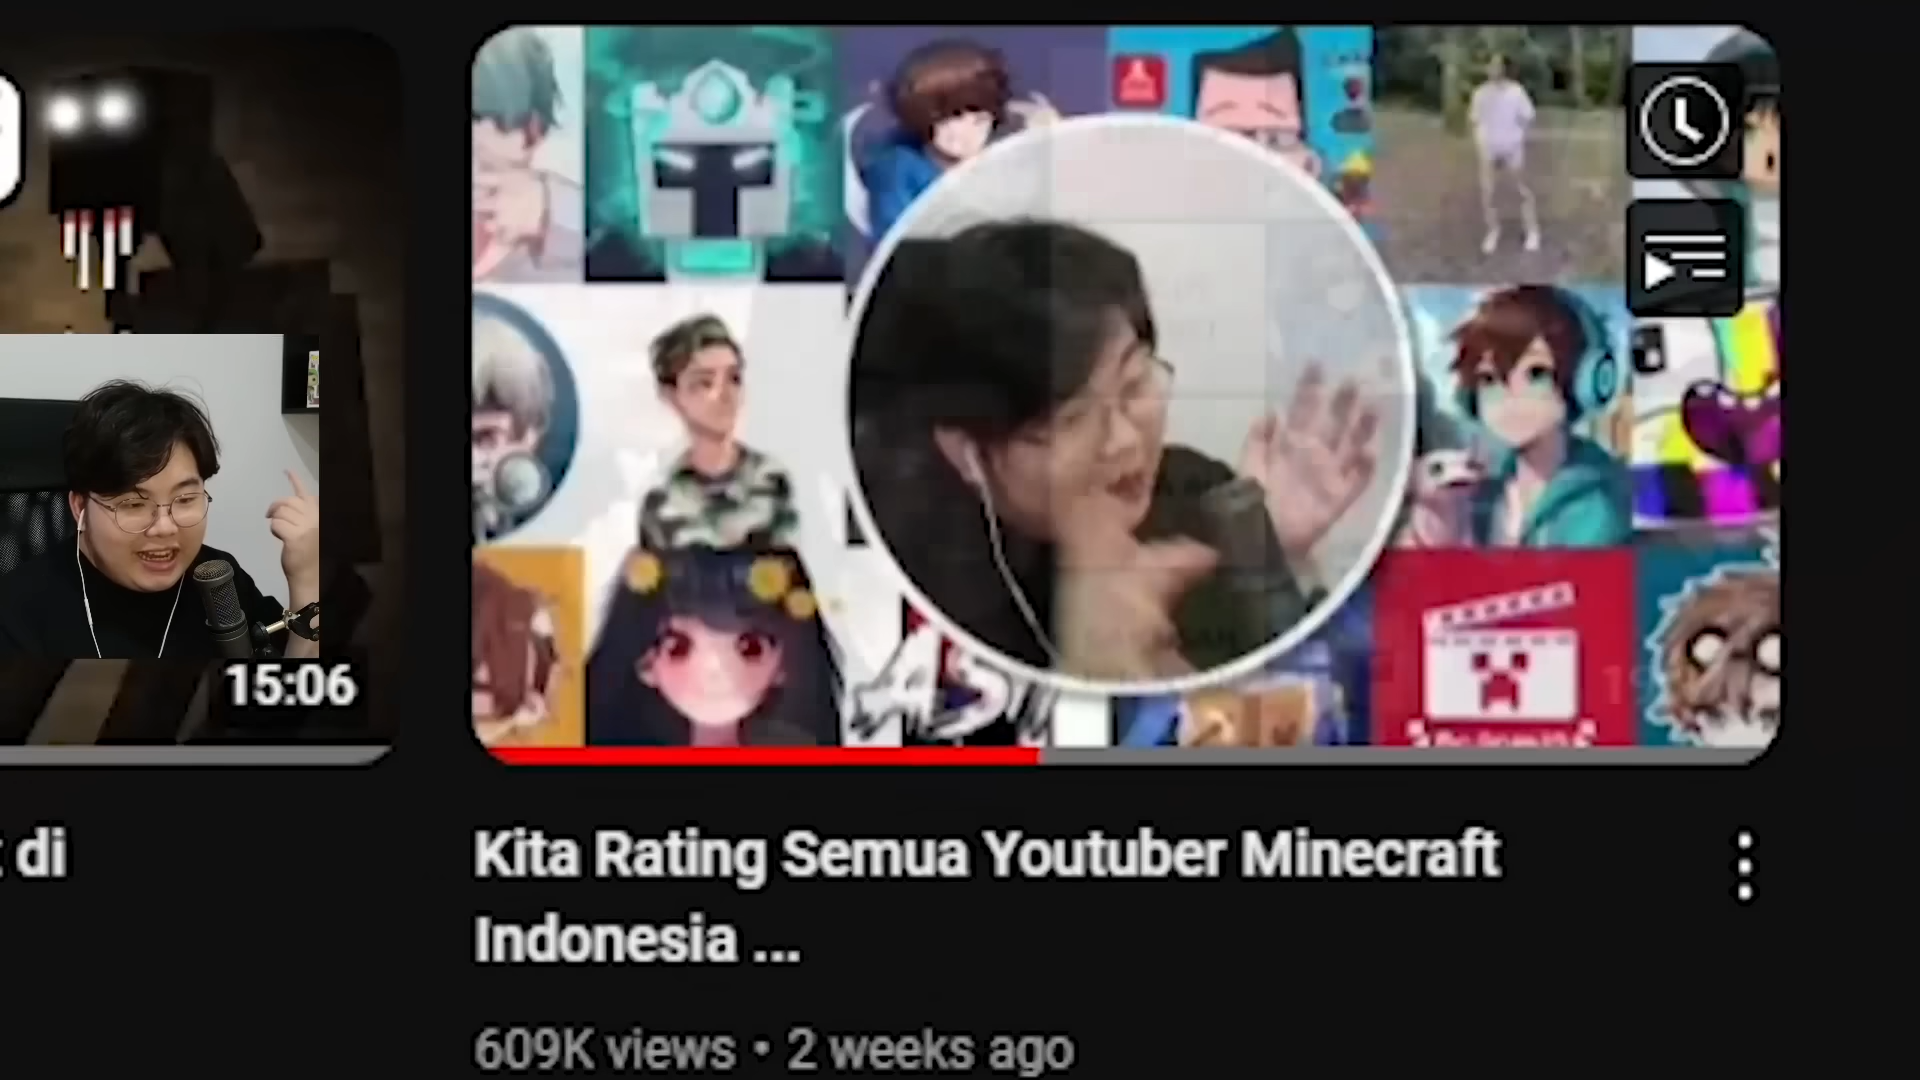 15:06
di
Kita Rating Semua Youtuber Minecraft
Indonesia ...
609K views • 2 weeks ago